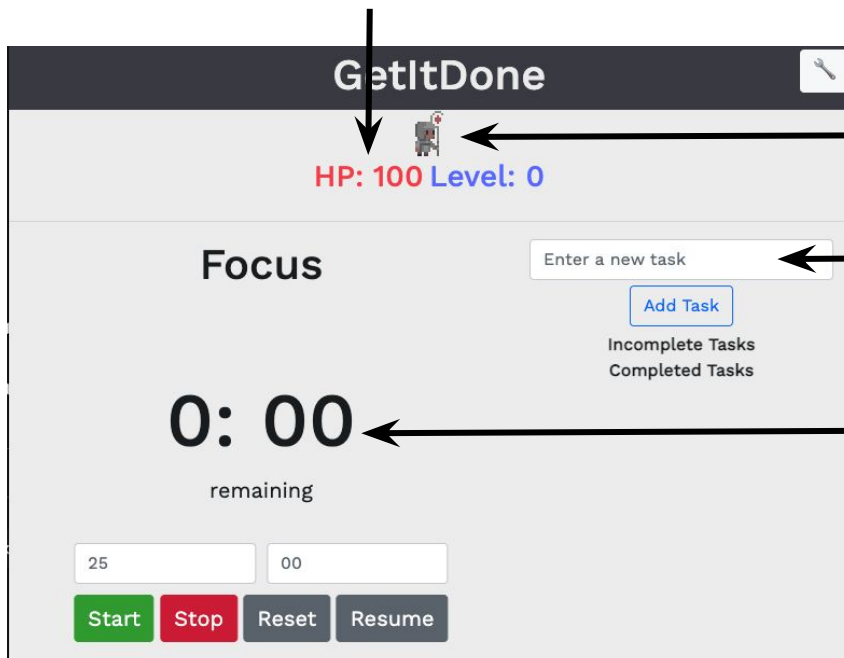 GetItDone
HP: 100 Level: 0
Focus
Enter a new task
Add Task
Incomplete Tasks
Completed Tasks
0: 00
remaining
25 00
Start Stop Reset Resume